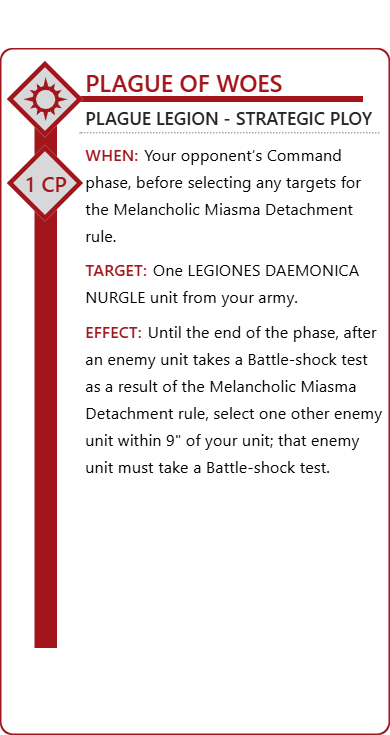 PLAGUE OF WOES
PLAGUE LEGION - STRATEGIC PLOY
1 CP
WHEN: Your opponent’s Command
phase, before selecting any targets for
the Melancholic Miasma Detachment
rule.
TARGET: One LEGIONES DAEMONICA
NURGLE unit from your army.
EFFECT: Until the end of the phase, after
an enemy unit takes a Battle-shock test
as a result of the Melancholic Miasma
Detachment rule, select one other enemy
unit within 9" of your unit; that enemy
unit must take a Battle-shock test.